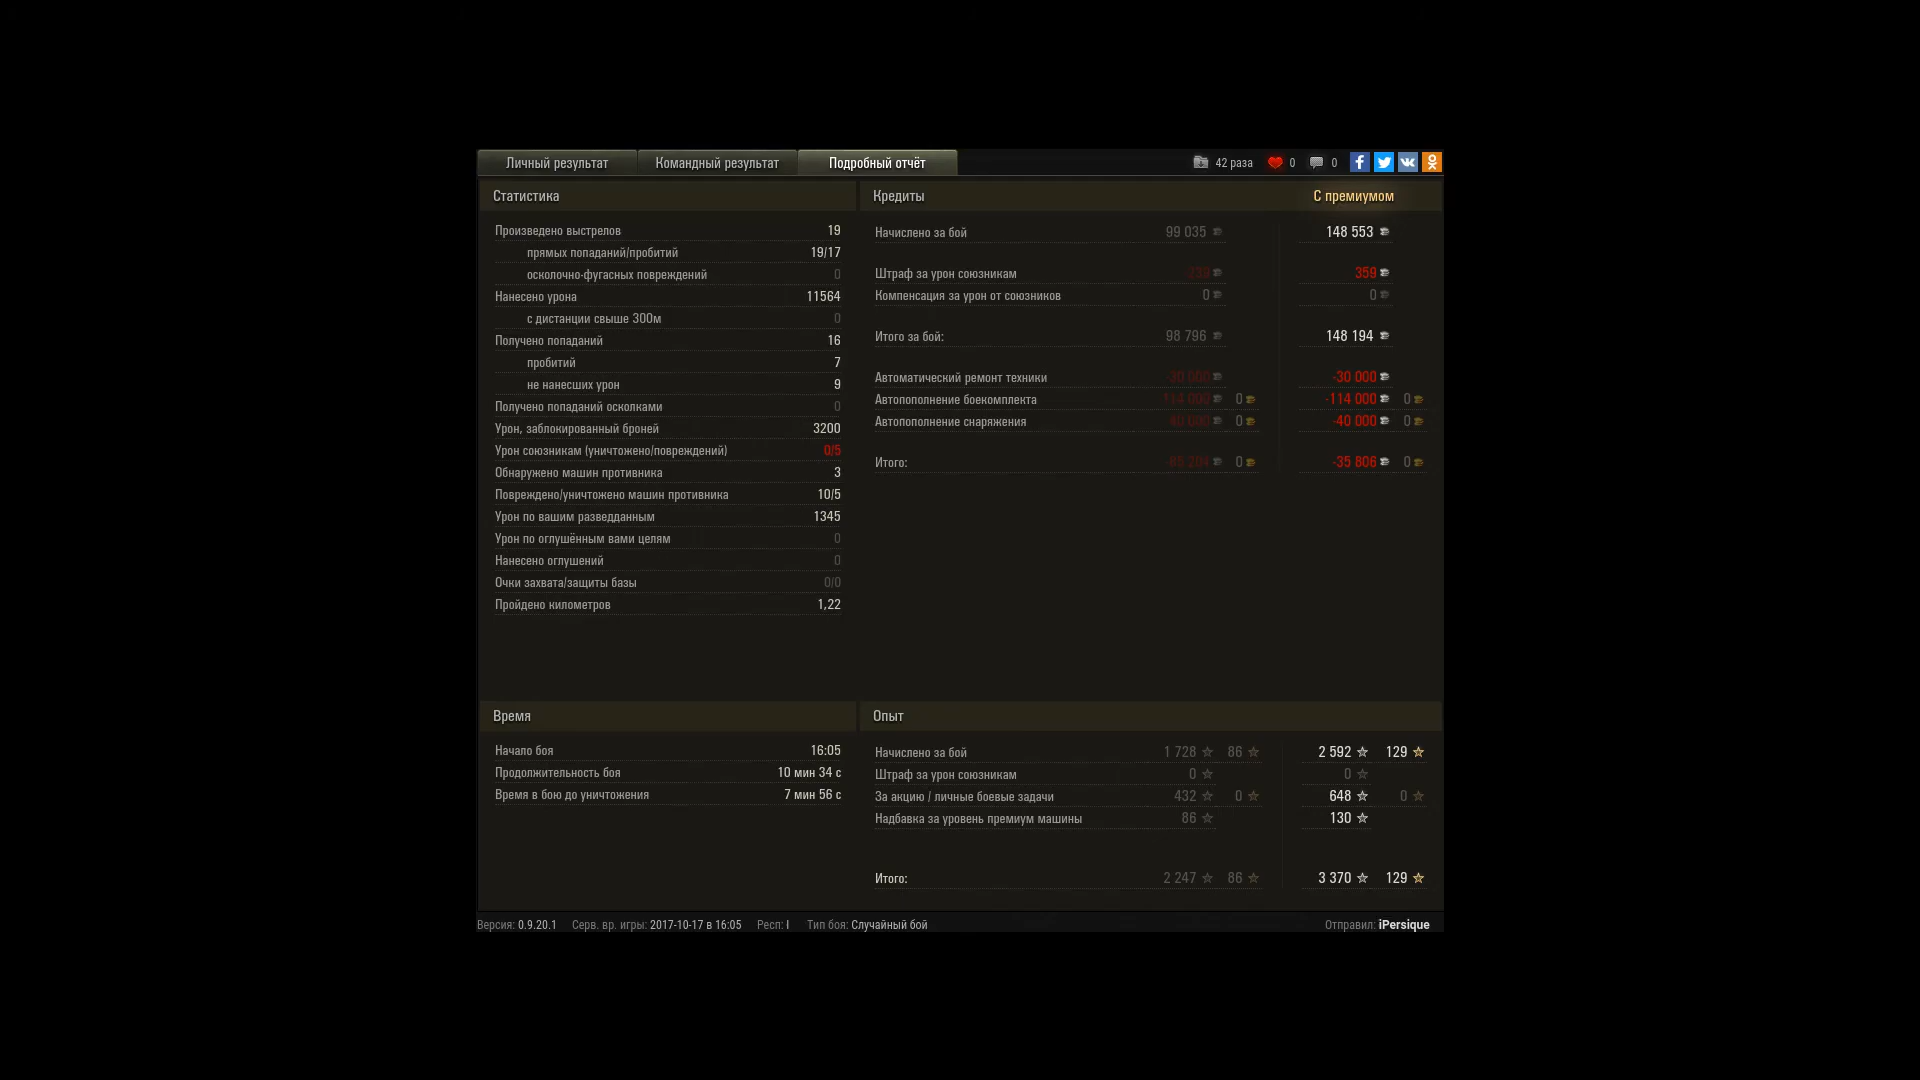 Личный результат Командный результат Подробный отчёт 42 раза 0 0
Статистика
Произведено выстрелов 19
прямых попаданий/пробитий 19/17
осколочно-фугасных повреждений 0
Нанесено урона 11564
с дистанции свыше 300м 0
Получено попаданий 16
пробитий 7
не нанесших урон 9
Получено попаданий осколками 0
Урон, заблокированный броней 3200
Урон союзникам (уничтожено/повреждений) 0/5
Обнаружено машин противника 3
Повреждено/уничтожено машин противника 10/5
Урон по вашим разведданным 1345
Урон по оглушённым вами целям 0
Нанесено оглушений 0
Очки захвата/защиты базы 0/0
Пройдено километров 1,22
Кредиты С премиумом
Начислено за бой 99 035 148 553
Штраф за урон союзникам -239 359
Компенсация за урон от союзников 0 0
Итого за бой: 98 796 148 194
Автоматический ремонт техники -30 000 -30 000
Автопополнение боекомплекта -114 000 0 -114 000 0
Автопополнение снаряжения -40 000 0 -40 000 0
Итого: -85 204 0 -35 806 0
Время
Начало боя 16:05
Продолжительность боя 10 мин 34 с
Время в бою до уничтожения 7 мин 56 с
Опыт
Начислено за бой 1 728 86 2 592 129
Штраф за урон союзникам 0 0
За акцию / личные боевые задачи 432 0 648 0
Надбавка за уровень премиум машины 86 130
Итого: 2 247 86 3 370 129
Версия: 0.9.20.1 Серв. вр. игры: 2017-10-17 в 16:05 Респ: I Тип боя: Случайный бой Отправил: iPersique